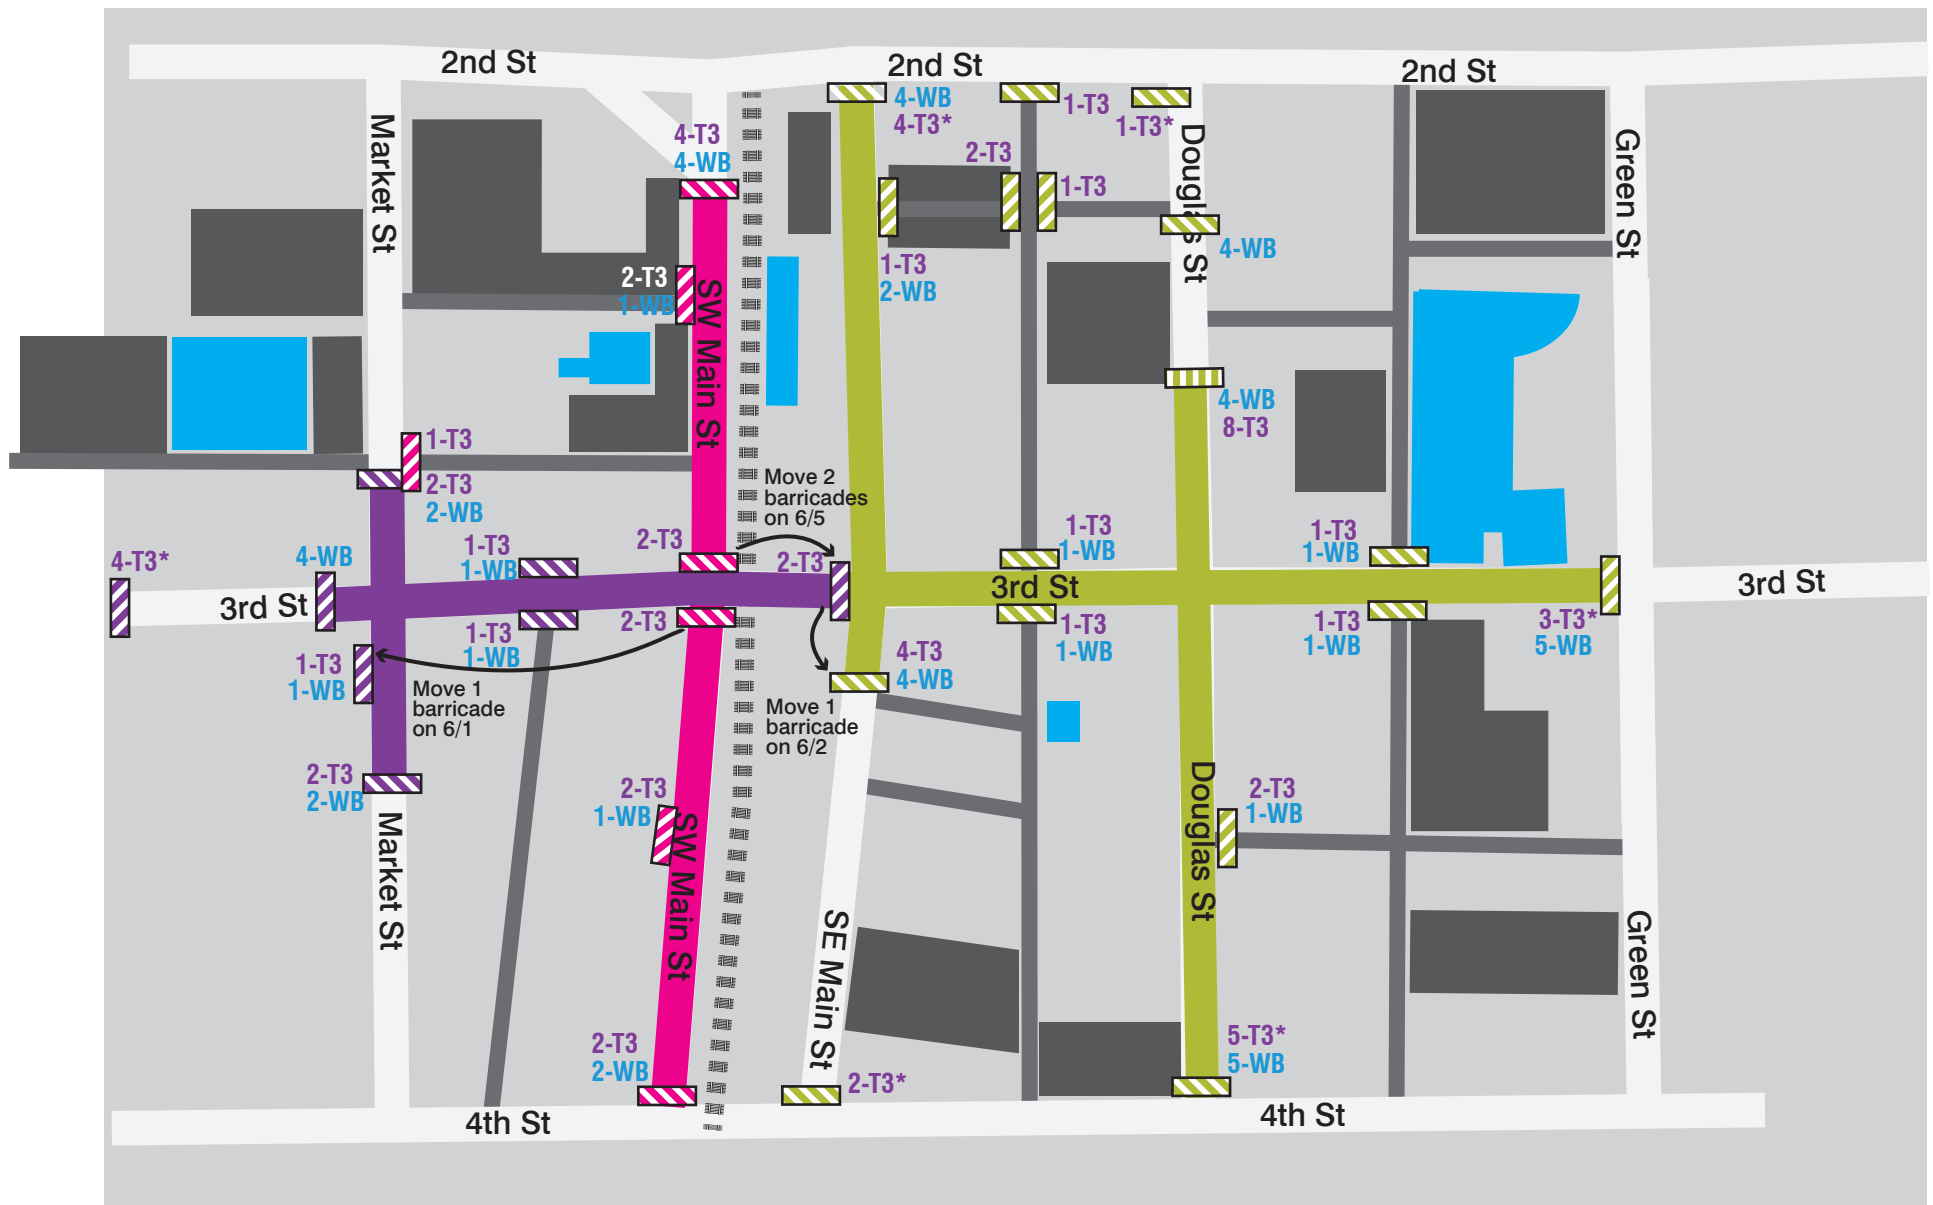 2nd St
2nd St
2nd St
4-WB
4-T3*
1-T3
1-T3*
Market St
4-T3
4-WB
Douglas St
Green St
2-T3
1-T3
4-WB
1-T3
2-WB
2-T3
1-WB
SW Main St
4-WB
8-T3
1-T3
2-T3
2-WB
Move 2
barricades
on 6/5
4-T3*
4-WB
1-T3
1-WB
2-T3
2-T3
1-T3
1-WB
1-T3
1-WB
3rd St
3rd St
3rd St
1-T3
1-WB
2-T3
1-T3
1-WB
1-T3
1-WB
3-T3*
5-WB
1-T3
1-WB
Move 1
barricade
on 6/1
4-T3
4-WB
Move 1
barricade
on 6/2
2-T3
2-WB
2-T3
1-WB
2-T3
1-WB
Market St
SW Main St
SE Main St
Douglas St
Green St
2-T3
2-WB
2-T3*
5-T3*
5-WB
4th St
4th St